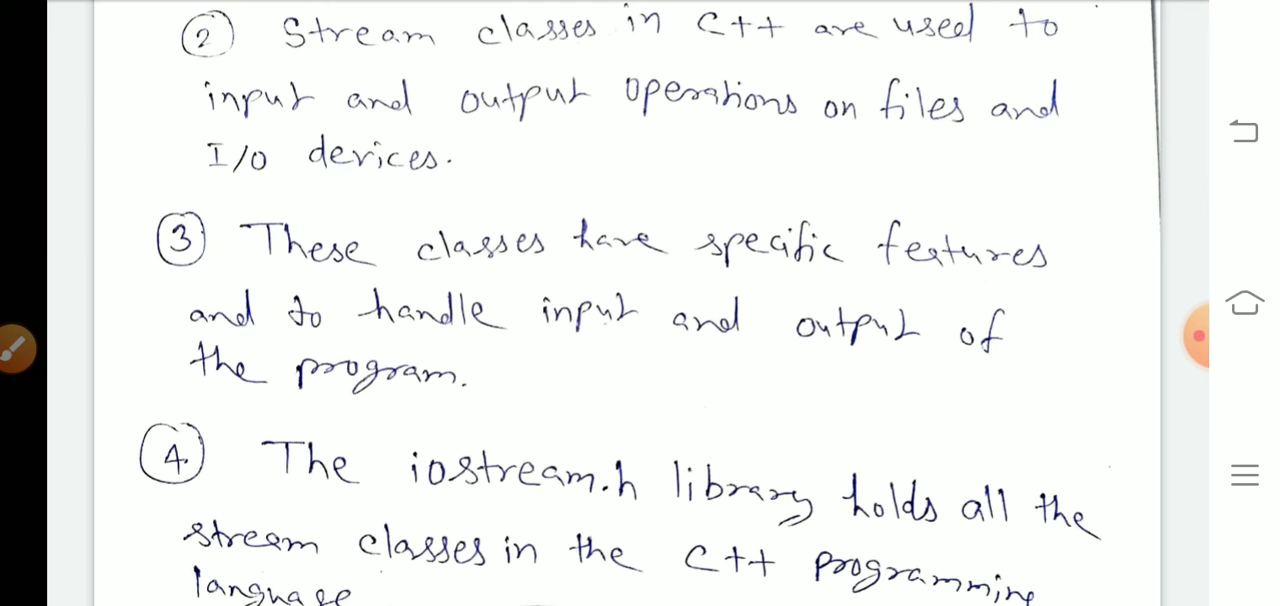 2 Stream classes in C++ are used to
input and output operations on files and
I/O devices.
3 These classes have specific features
and to handle input and output of
the program.
4. The iostream.h library holds all the
stream classes in the C++ programming
language